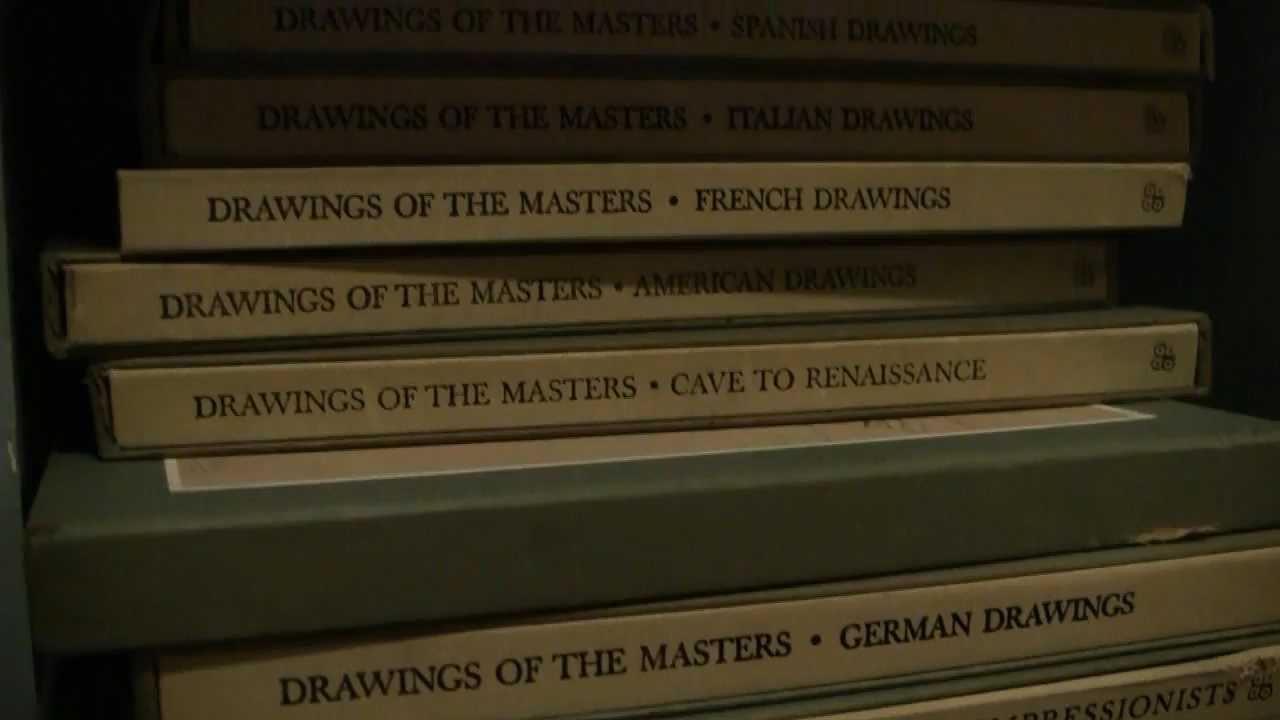 DRAWINGS OF THE MASTERS • SPANISH DRAWINGS
DRAWINGS OF THE MASTERS • ITALIAN DRAWINGS
DRAWINGS OF THE MASTERS • FRENCH DRAWINGS
DRAWINGS OF THE MASTERS • AMERICAN DRAWINGS
DRAWINGS OF THE MASTERS • CAVE TO RENAISSANCE
DRAWINGS OF THE MASTERS • GERMAN DRAWINGS